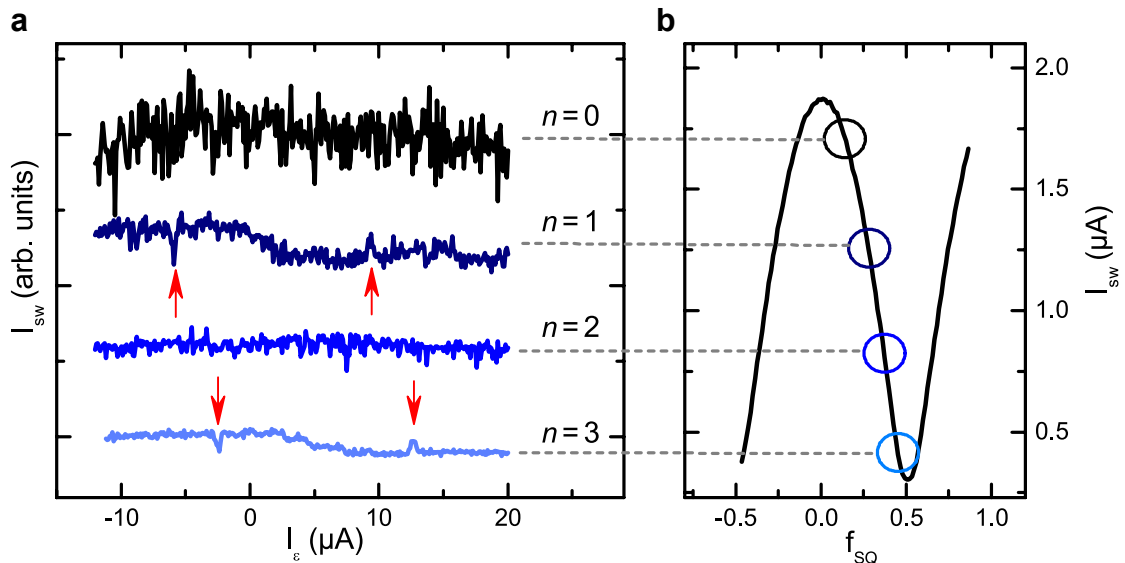 a
b
n=0
n=1
n=2
n=3
I_sw (arb. units)
-10 0 10 20
I_ε (μA)
2.0
1.5
1.0
0.5
I_sw (μA)
-0.5 0.0 0.5 1.0
f_SQ